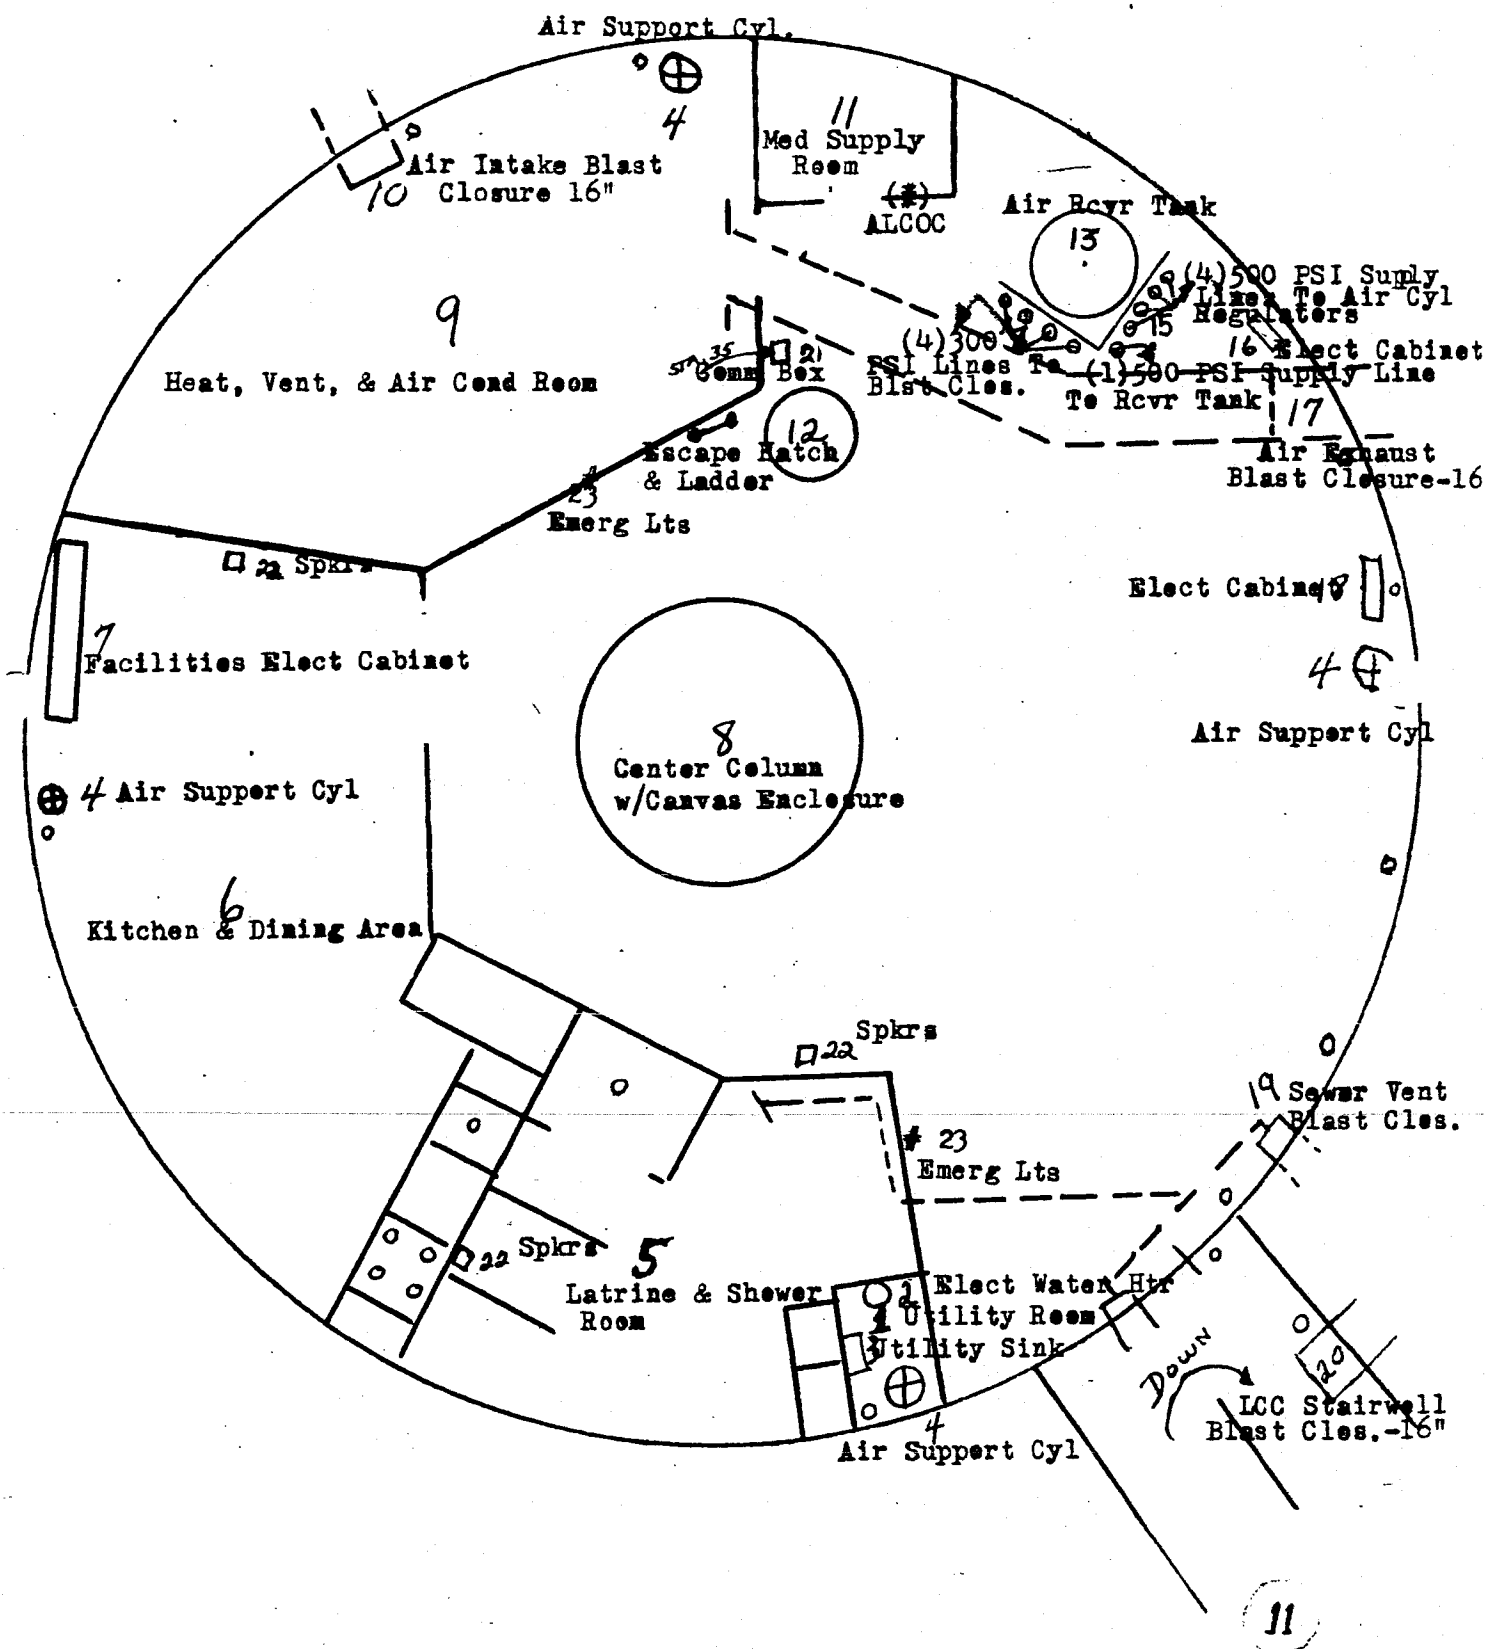 Air Support Cyl.
4
11
Med Supply
Room
Air Intake Blast
10 Closure 16"
(#)
ALCOC
Air Rcvr Tank
13
(4)500 PSI Suply
Lines To Air Cyl
Regulators
15
9
Heat, Vent, & Air Cond Room
35
21
Comm Box
(4)300
PSI Lines To
Blst Clos.
16 Elect Cabinet
(1)500 PSI Supply Line
To Rcvr Tank
17
12
Escape Hatch
& Ladder
Air Exhaust
Blast Closure-16
23
Emerg Lts
22 Spkrs
Elect Cabinet 18
7
Facilities Elect Cabinet
4
Air Support Cyl
8
Center Column
w/Canvas Enclosure
4 Air Support Cyl
6
Kitchen & Dining Area
22 Spkrs
19 Sewer Vent
Blast Clos.
# 23
Emerg Lts
22 Spkrs
5
Latrine & Shower
Room
2 Elect Water Htr
1 Utility Room
3 Utility Sink
4
Air Support Cyl
DOWN
20
LCC Stairwell
Blast Clos.-16"
11